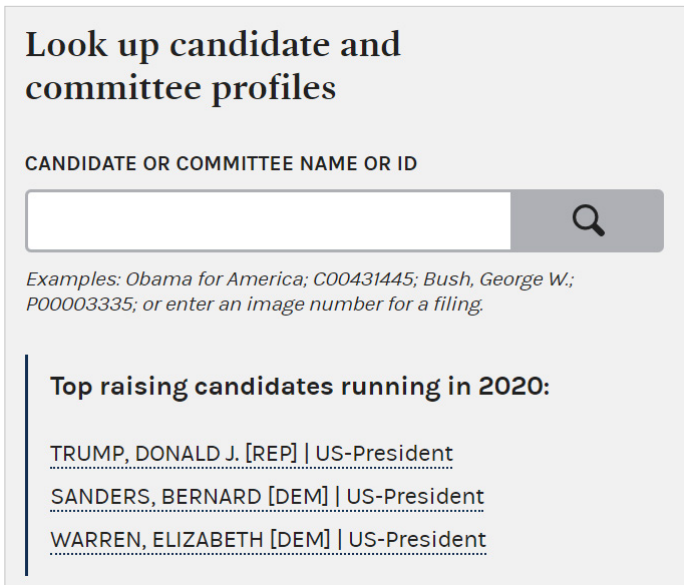 Look up candidate and
committee profiles
CANDIDATE OR COMMITTEE NAME OR ID
Examples: Obama for America; C00431445; Bush, George W.;
P00003335; or enter an image number for a filing.
Top raising candidates running in 2020:
TRUMP, DONALD J. [REP] | US-President
SANDERS, BERNARD [DEM] | US-President
WARREN, ELIZABETH [DEM] | US-President